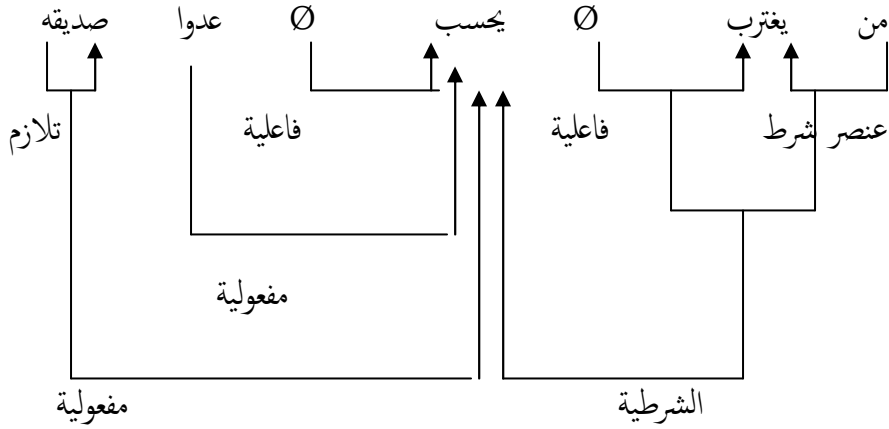 من يغترب Ø يحسب Ø عدوا صديقه
عنصر شرط فاعلية فاعلية تلازم
مفعولية
الشرطية مفعولية